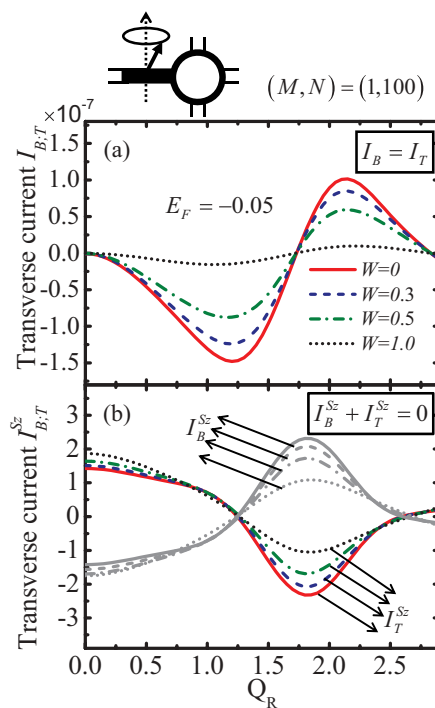 (M,N)=(1,100)
×10⁻⁷
(a)
I_B = I_T
E_F = −0.05
1.0
0.5
0.0
-0.5
-1.0
-1.5
Transverse current I_{B;T}
W=0
W=0.3
W=0.5
W=1.0
(b)
I_B^{Sz}
I_B^{Sz} + I_T^{Sz} = 0
3
2
1
0
-1
-2
-3
Transverse current I_{B;T}^{Sz}
I_T^{Sz}
0.0 0.5 1.0 1.5 2.0 2.5
Q_R